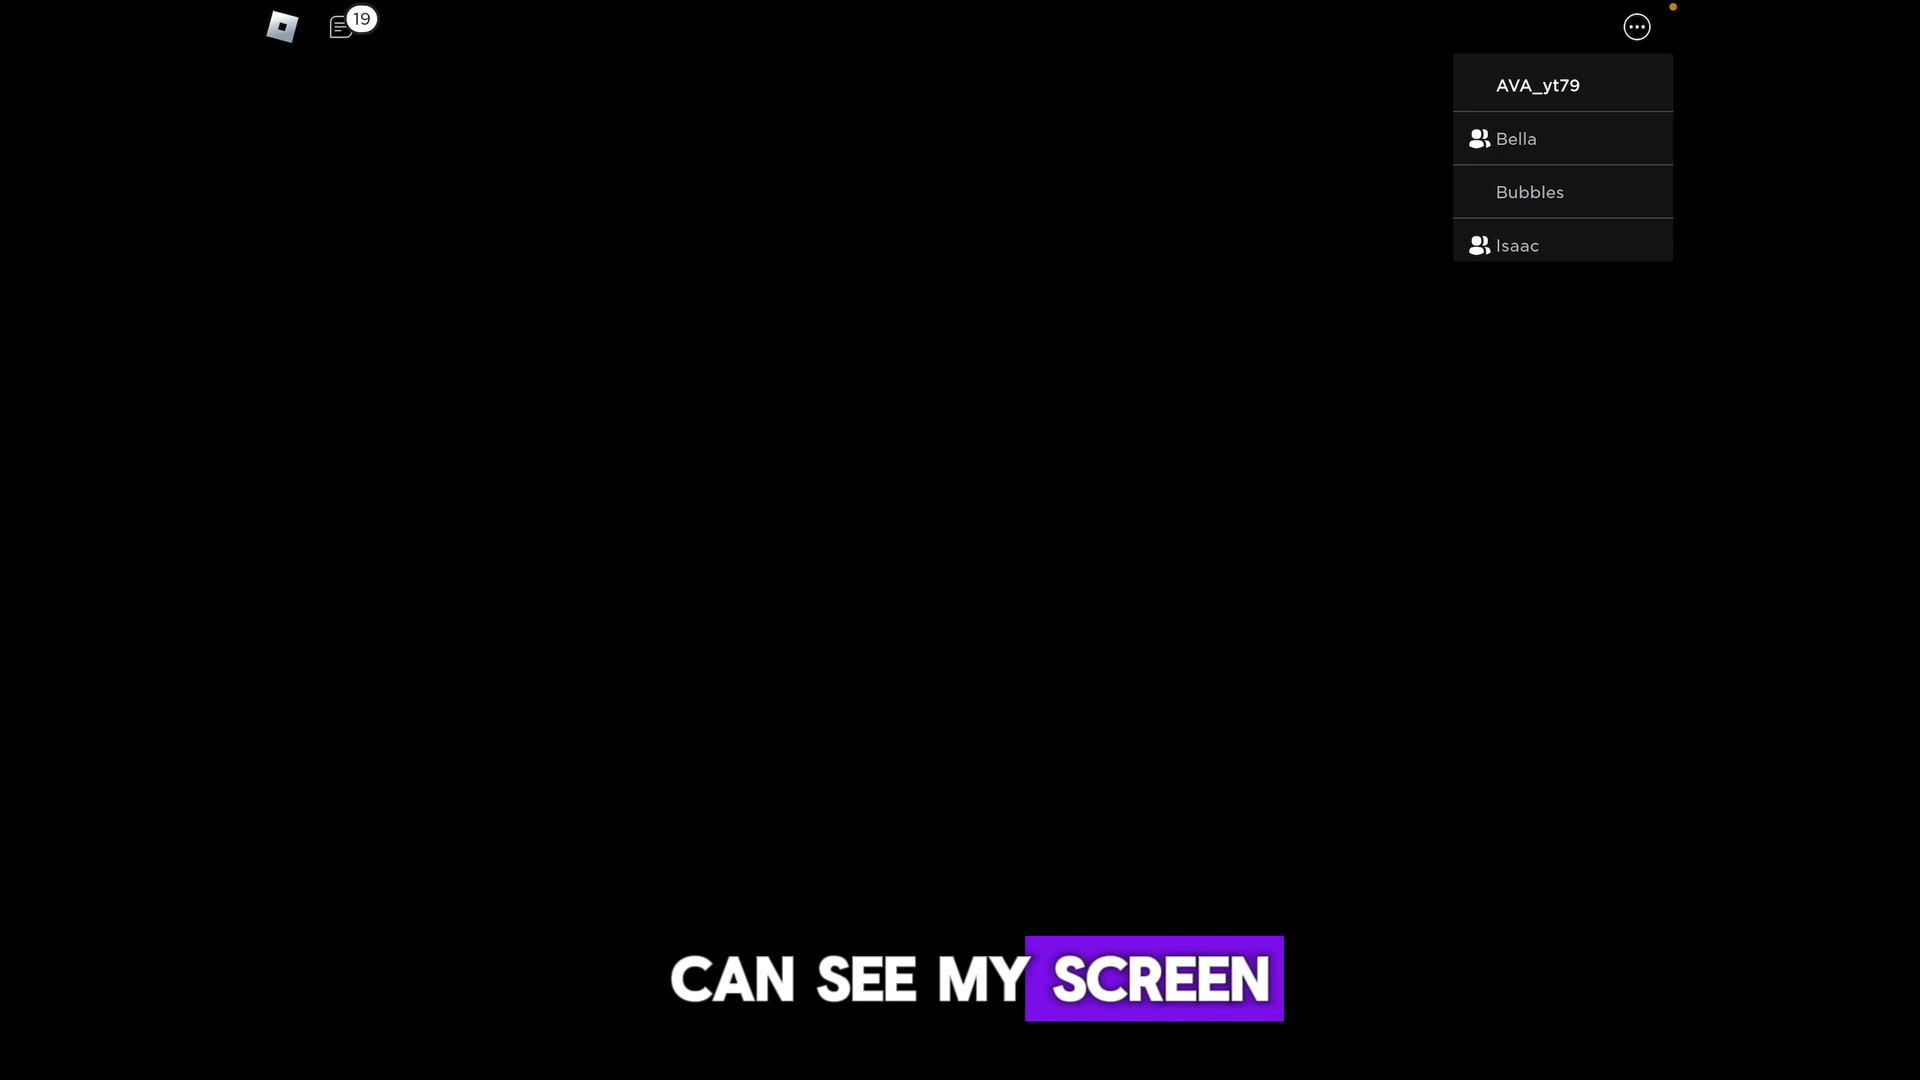 19
AVA_yt79
Bella
Bubbles
Isaac
CAN SEE MY SCREEN